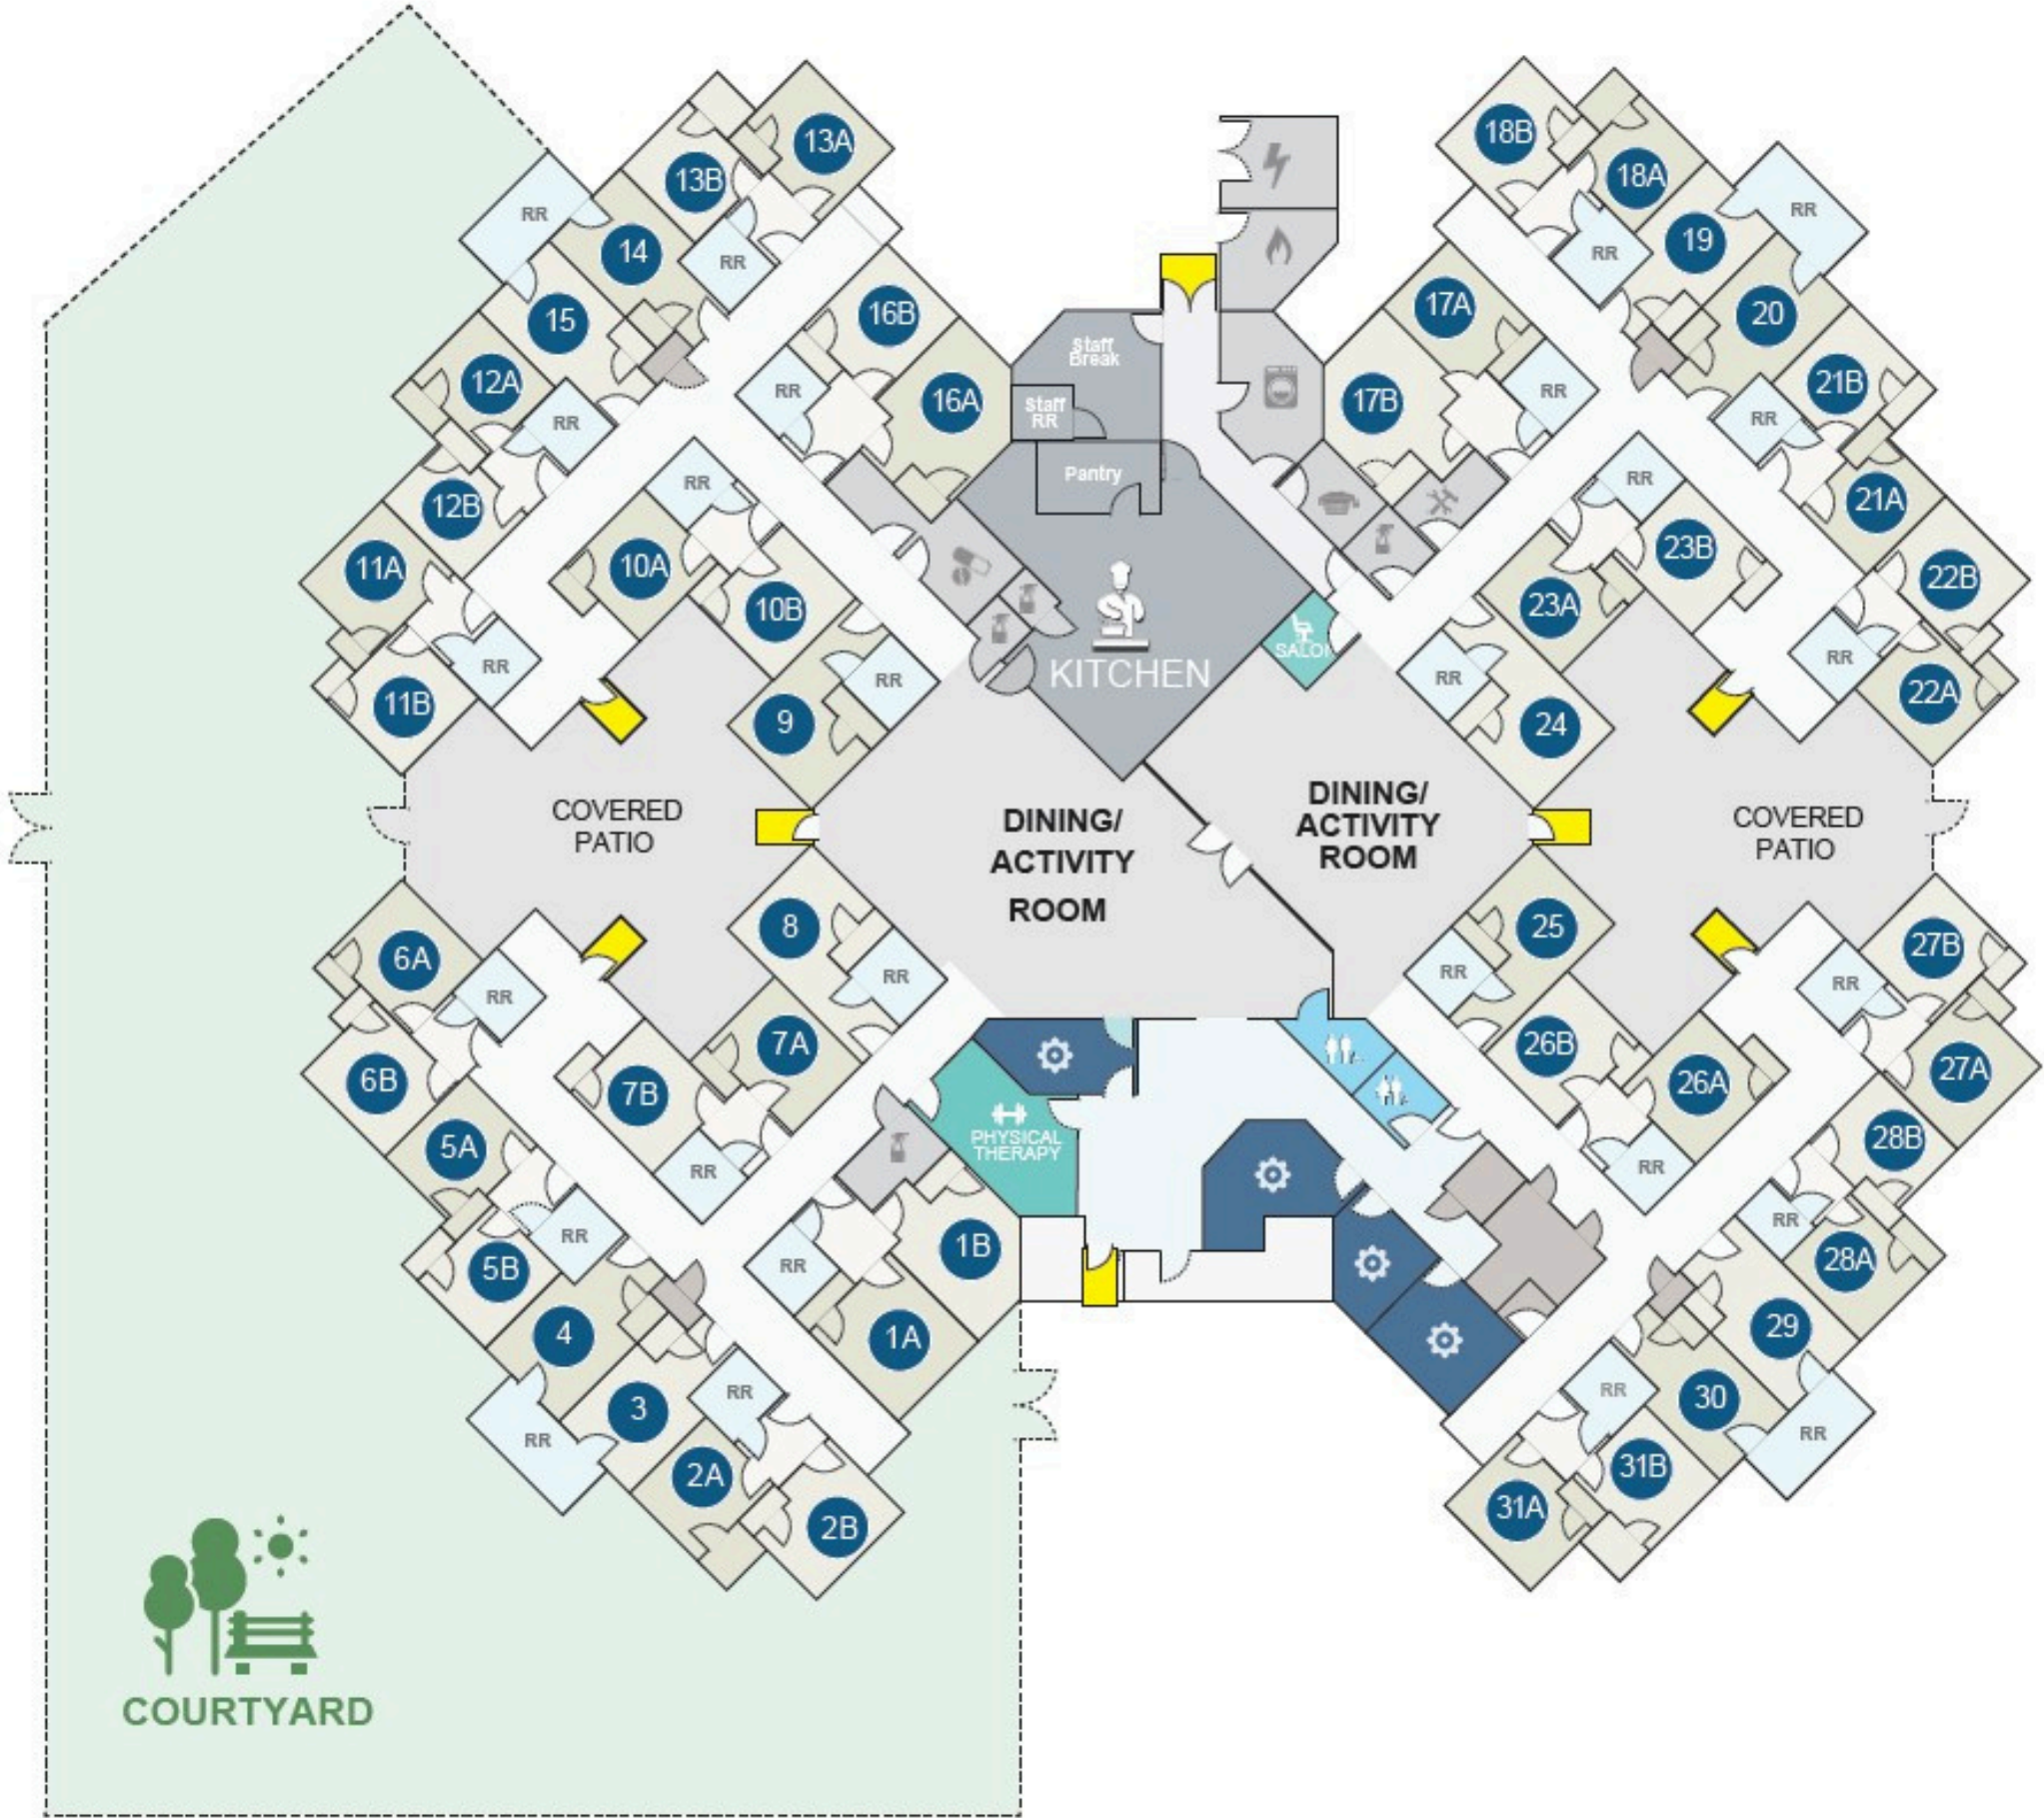 13A
18B
13B
18A
RR
14
RR
RR
19
RR
15
16B
17A
20
12A
RR
16A
Staff
Break
Staff
RR
17B
RR
21B
RR
RR
12B
RR
Pantry
RR
21A
11A
10A
10B
23B
23A
22B
RR
11B
9
RR
KITCHEN
RR
24
RR
22A
COVERED
PATIO
DINING/
ACTIVITY
ROOM
DINING/
ACTIVITY
ROOM
COVERED
PATIO
6A
RR
8
RR
RR
25
RR
27B
6B
7B
7A
26B
26A
27A
5A
RR
PHYSICAL
THERAPY
RR
28B
5B
RR
RR
1B
RR
28A
4
1A
29
3
RR
RR
30
RR
2A
2B
31B
RR
31A
COURTYARD